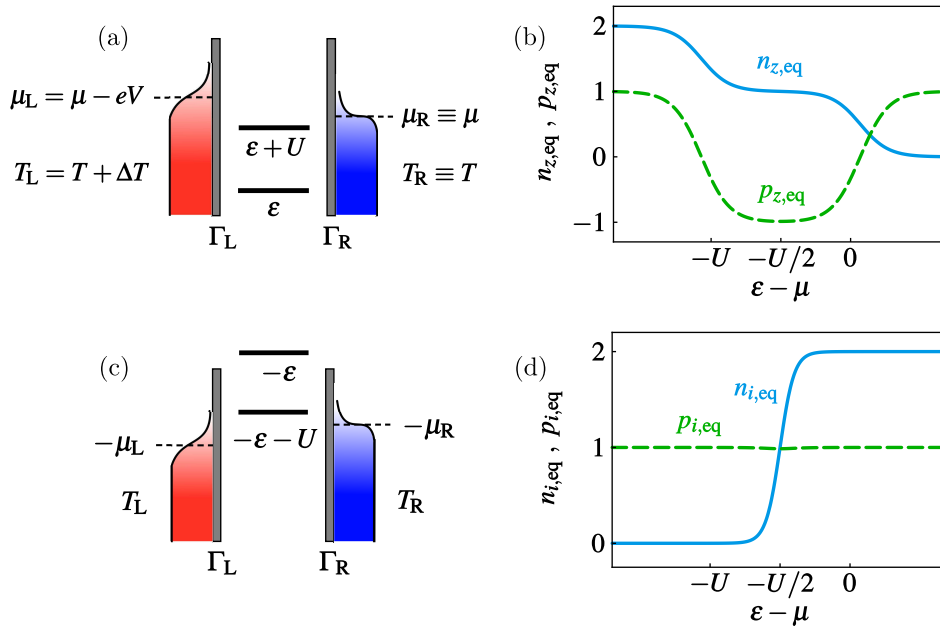 (a)
μL = μ − eV
μR ≡ μ
ε + U
TL = T + ΔT
TR ≡ T
ε
ΓL
ΓR
(b)
nz,eq , pz,eq
2
1
0
−1
nz,eq
pz,eq
−U
−U/2
0
ε − μ
(c)
−ε
−μL
−ε − U
−μR
TL
TR
ΓL
ΓR
(d)
ni,eq , pi,eq
2
1
0
ni,eq
pi,eq
−U
−U/2
0
ε − μ